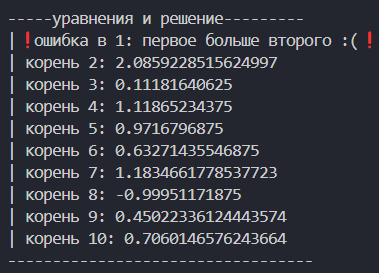 -----уравнения и решение----------
|❗ошибка в 1: первое больше второго :(❗
| корень 2: 2.0859228515624997
| корень 3: 0.11181640625
| корень 4: 1.11865234375
| корень 5: 0.9716796875
| корень 6: 0.63271435546875
| корень 7: 1.1834661778537723
| корень 8: -0.99951171875
| корень 9: 0.45022336124443574
| корень 10: 0.7060146576243664
----------------------------------